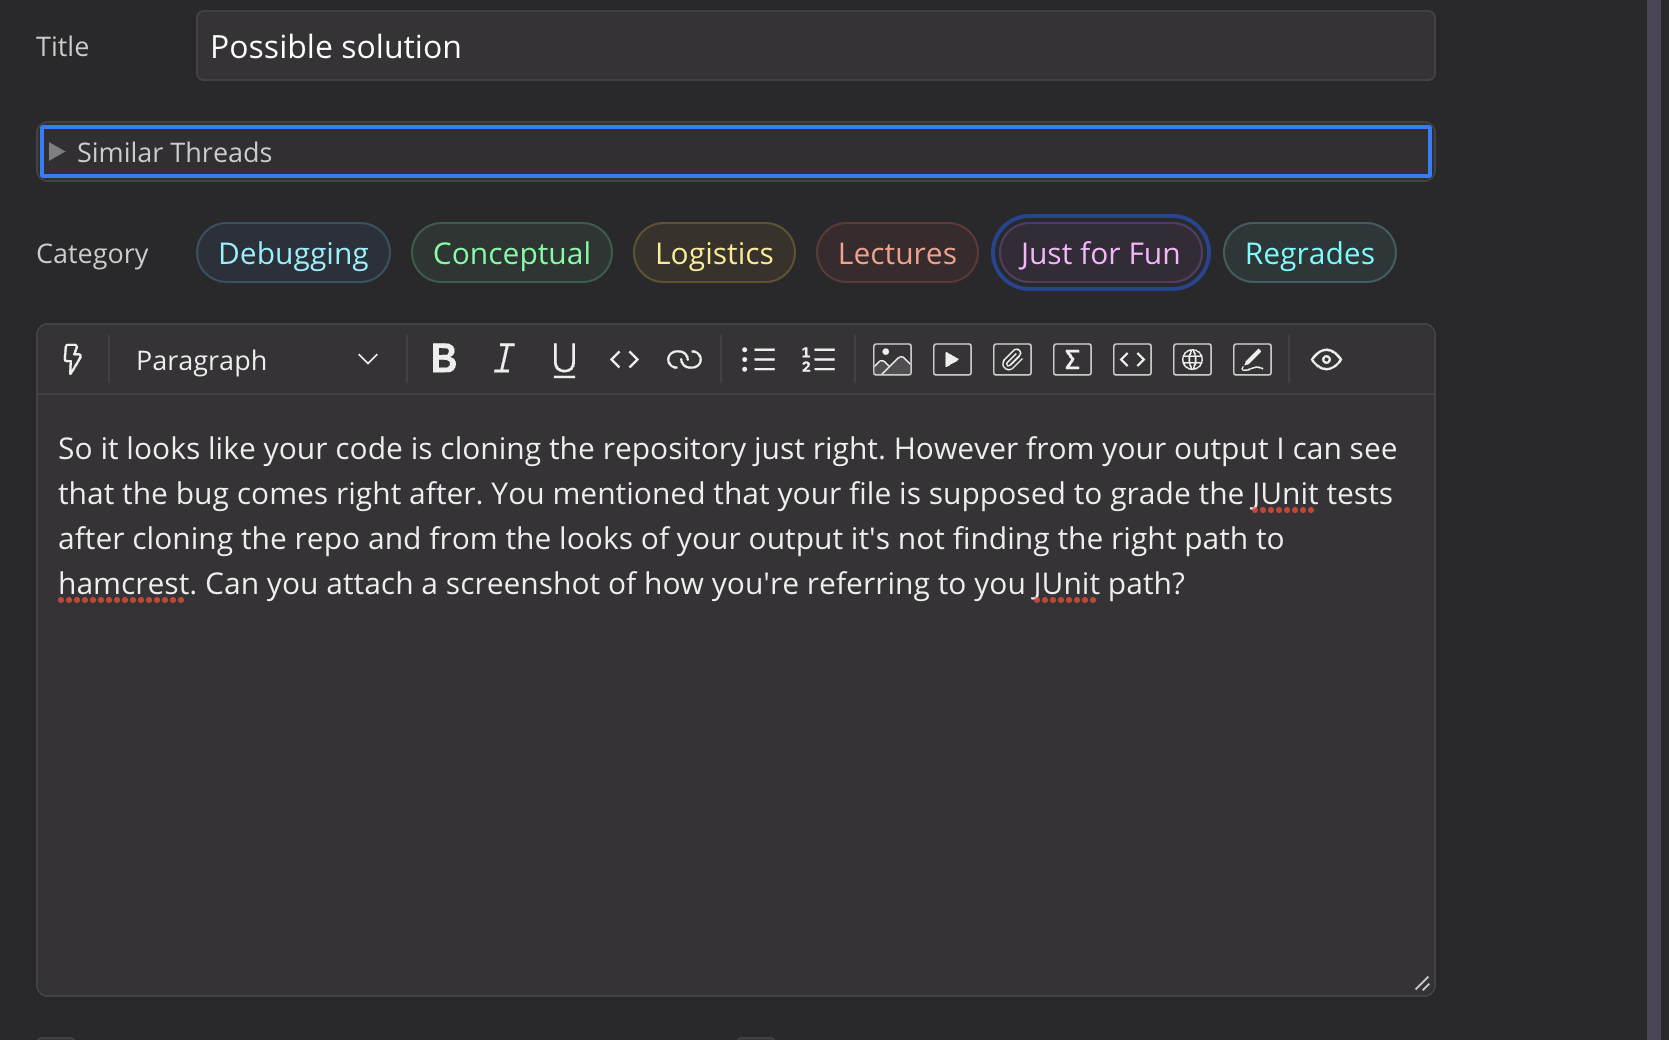 Title
Possible solution
Similar Threads
Category
Debugging
Conceptual
Logistics
Lectures
Just for Fun
Regrades
Paragraph
B I U
So it looks like your code is cloning the repository just right. However from your output I can see
that the bug comes right after. You mentioned that your file is supposed to grade the JUnit tests
after cloning the repo and from the looks of your output it's not finding the right path to
hamcrest. Can you attach a screenshot of how you're referring to you JUnit path?